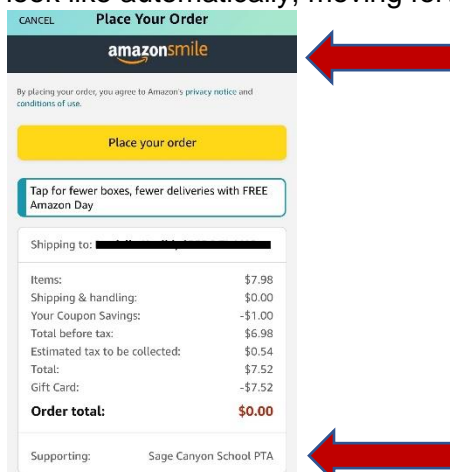 look like automatically, moving for
CANCEL Place Your Order
amazonsmile
By placing your order, you agree to Amazon's privacy notice and
conditions of use.
Place your order
Tap for fewer boxes, fewer deliveries with FREE
Amazon Day
Shipping to:
Items: $7.98
Shipping & handling: $0.00
Your Coupon Savings: -$1.00
Total before tax: $6.98
Estimated tax to be collected: $0.54
Total: $7.52
Gift Card: -$7.52
Order total: $0.00
Supporting: Sage Canyon School PTA